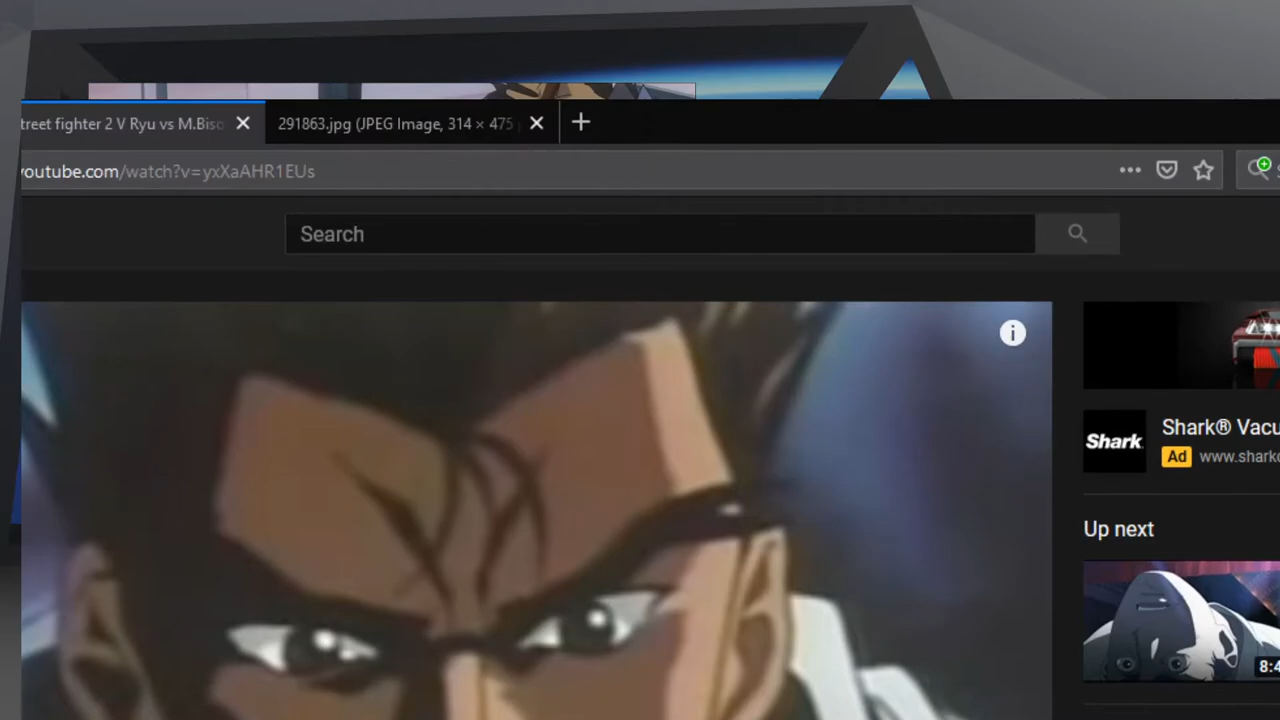 treet fighter 2 V Ryu vs M.Biso
291863.jpg (JPEG Image, 314 × 475
youtube.com/watch?v=yxXaAHR1EUs
Search
Shark
Shark® Vacu
Ad www.shark
Up next
8:4